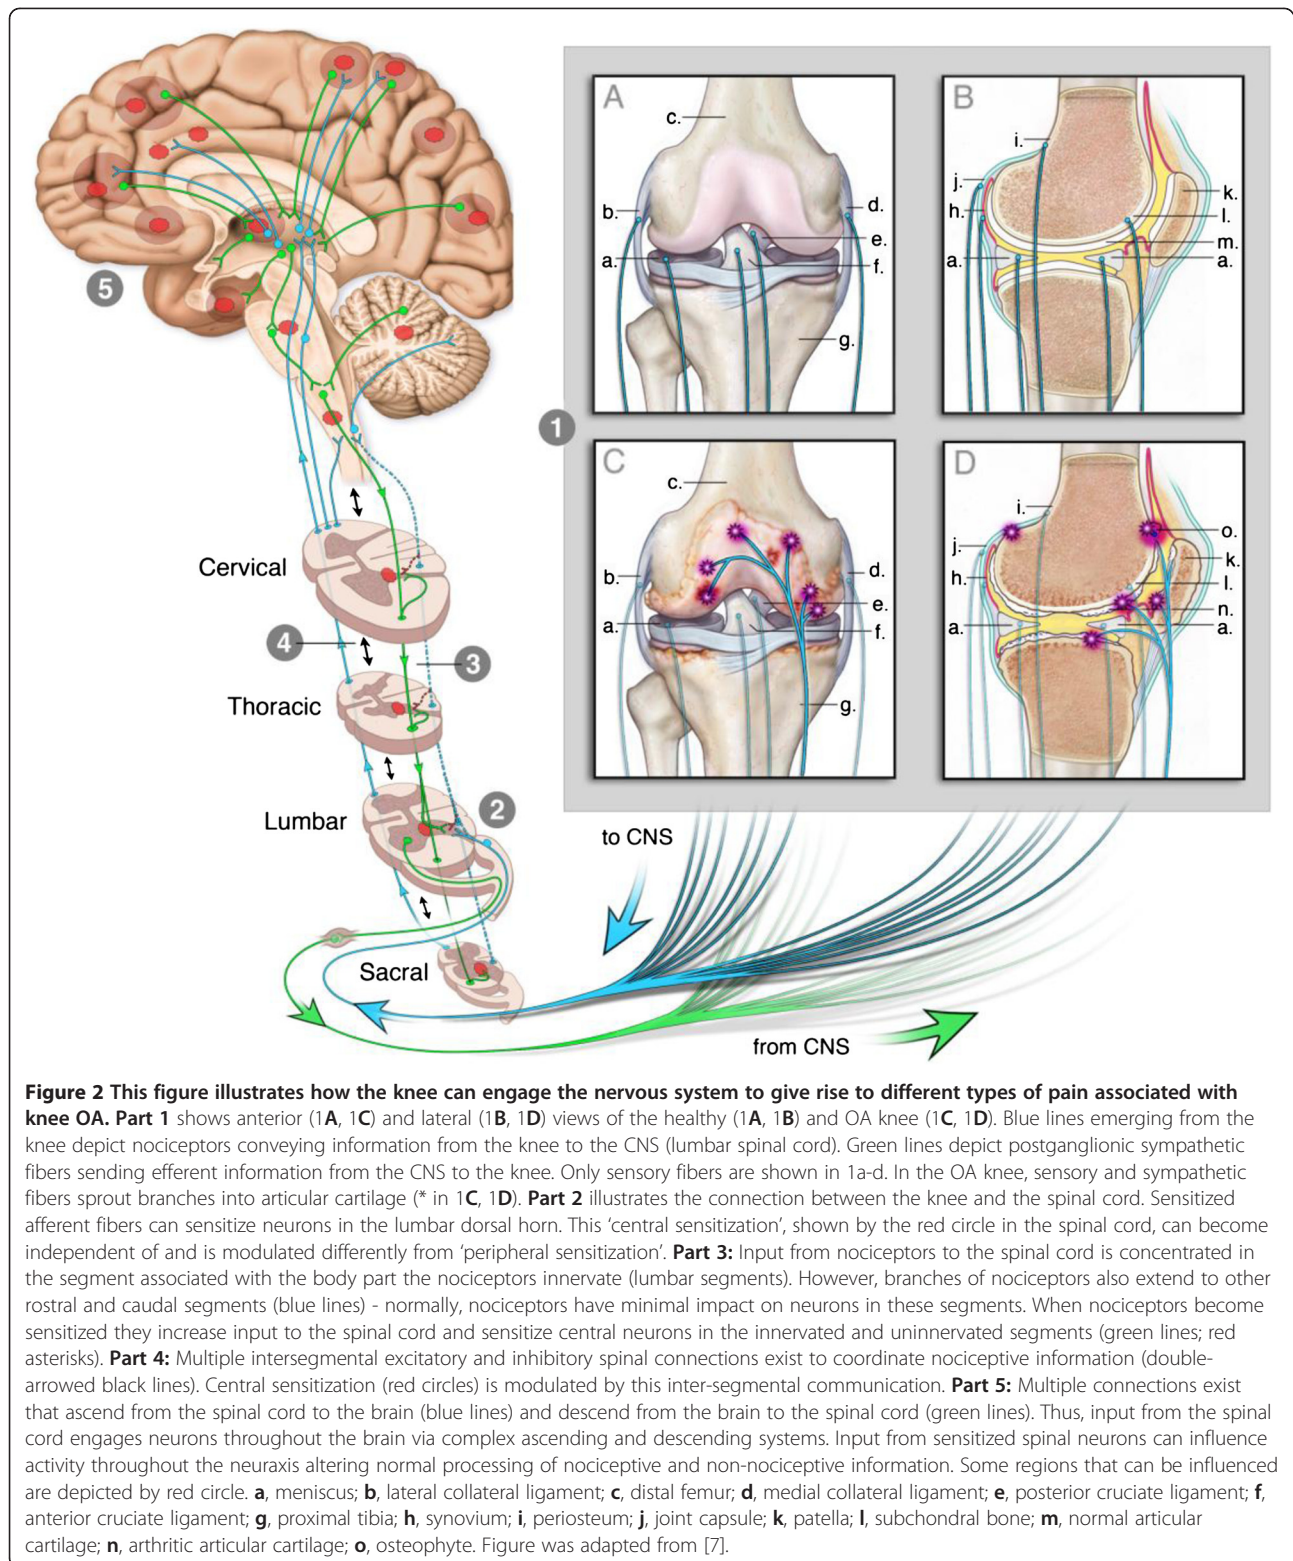 A
c.
b.
d.
a.
e.
f.
g.
B
i.
j.
k.
h.
l.
m.
a.
a.
5
1
C
c.
b.
d.
a.
e.
f.
g.
D
i.
o.
j.
k.
h.
l.
n.
a.
a.
Cervical
4
3
Thoracic
2
Lumbar
to CNS
Sacral
from CNS
Figure 2 This figure illustrates how the knee can engage the nervous system to give rise to different types of pain associated with
knee OA. Part 1 shows anterior (1A, 1C) and lateral (1B, 1D) views of the healthy (1A, 1B) and OA knee (1C, 1D). Blue lines emerging from the
knee depict nociceptors conveying information from the knee to the CNS (lumbar spinal cord). Green lines depict postganglionic sympathetic
fibers sending efferent information from the CNS to the knee. Only sensory fibers are shown in 1a-d. In the OA knee, sensory and sympathetic
fibers sprout branches into articular cartilage (* in 1C, 1D). Part 2 illustrates the connection between the knee and the spinal cord. Sensitized
afferent fibers can sensitize neurons in the lumbar dorsal horn. This ‘central sensitization’, shown by the red circle in the spinal cord, can become
independent of and is modulated differently from ‘peripheral sensitization’. Part 3: Input from nociceptors to the spinal cord is concentrated in
the segment associated with the body part the nociceptors innervate (lumbar segments). However, branches of nociceptors also extend to other
rostral and caudal segments (blue lines) - normally, nociceptors have minimal impact on neurons in these segments. When nociceptors become
sensitized they increase input to the spinal cord and sensitize central neurons in the innervated and uninnervated segments (green lines; red
asterisks). Part 4: Multiple intersegmental excitatory and inhibitory spinal connections exist to coordinate nociceptive information (double-
arrowed black lines). Central sensitization (red circles) is modulated by this inter-segmental communication. Part 5: Multiple connections exist
that ascend from the spinal cord to the brain (blue lines) and descend from the brain to the spinal cord (green lines). Thus, input from the spinal
cord engages neurons throughout the brain via complex ascending and descending systems. Input from sensitized spinal neurons can influence
activity throughout the neuraxis altering normal processing of nociceptive and non-nociceptive information. Some regions that can be influenced
are depicted by red circle. a, meniscus; b, lateral collateral ligament; c, distal femur; d, medial collateral ligament; e, posterior cruciate ligament; f,
anterior cruciate ligament; g, proximal tibia; h, synovium; i, periosteum; j, joint capsule; k, patella; l, subchondral bone; m, normal articular
cartilage; n, arthritic articular cartilage; o, osteophyte. Figure was adapted from [7].